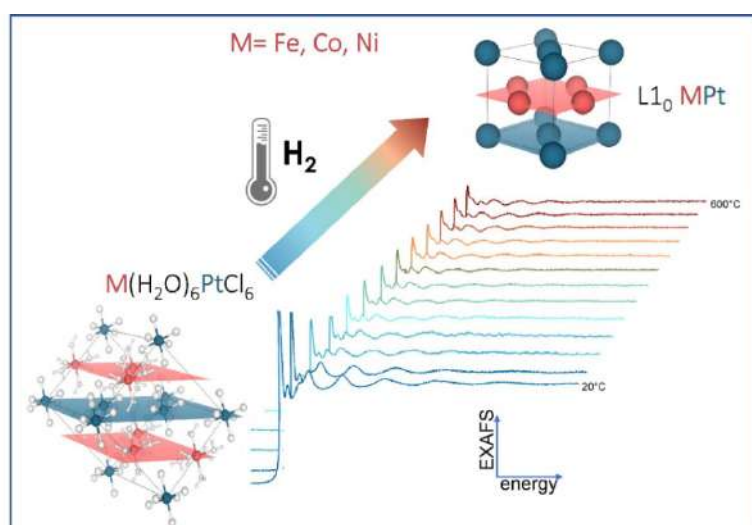 M= Fe, Co, Ni
L1₀ MPt
H₂
600°C
M(H₂O)₆PtCl₆
20°C
EXAFS
energy